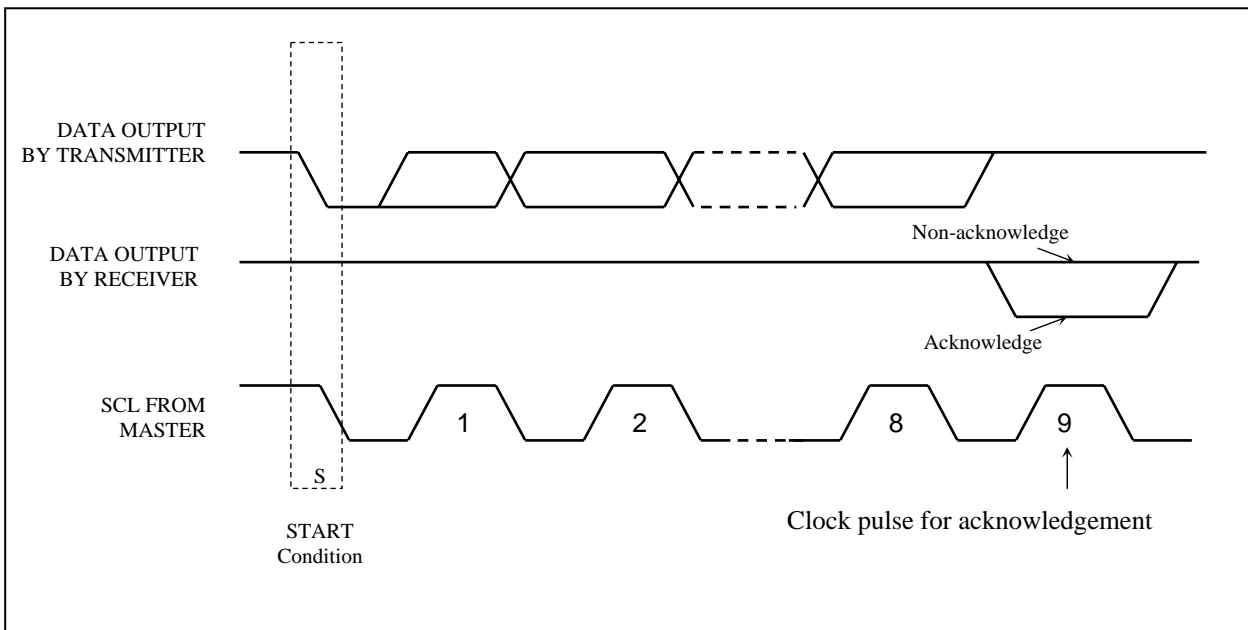 DATA OUTPUT
BY TRANSMITTER
Non-acknowledge
DATA OUTPUT
BY RECEIVER
Acknowledge
SCL FROM
MASTER
1
2
8
9
S
START
Condition
Clock pulse for acknowledgement